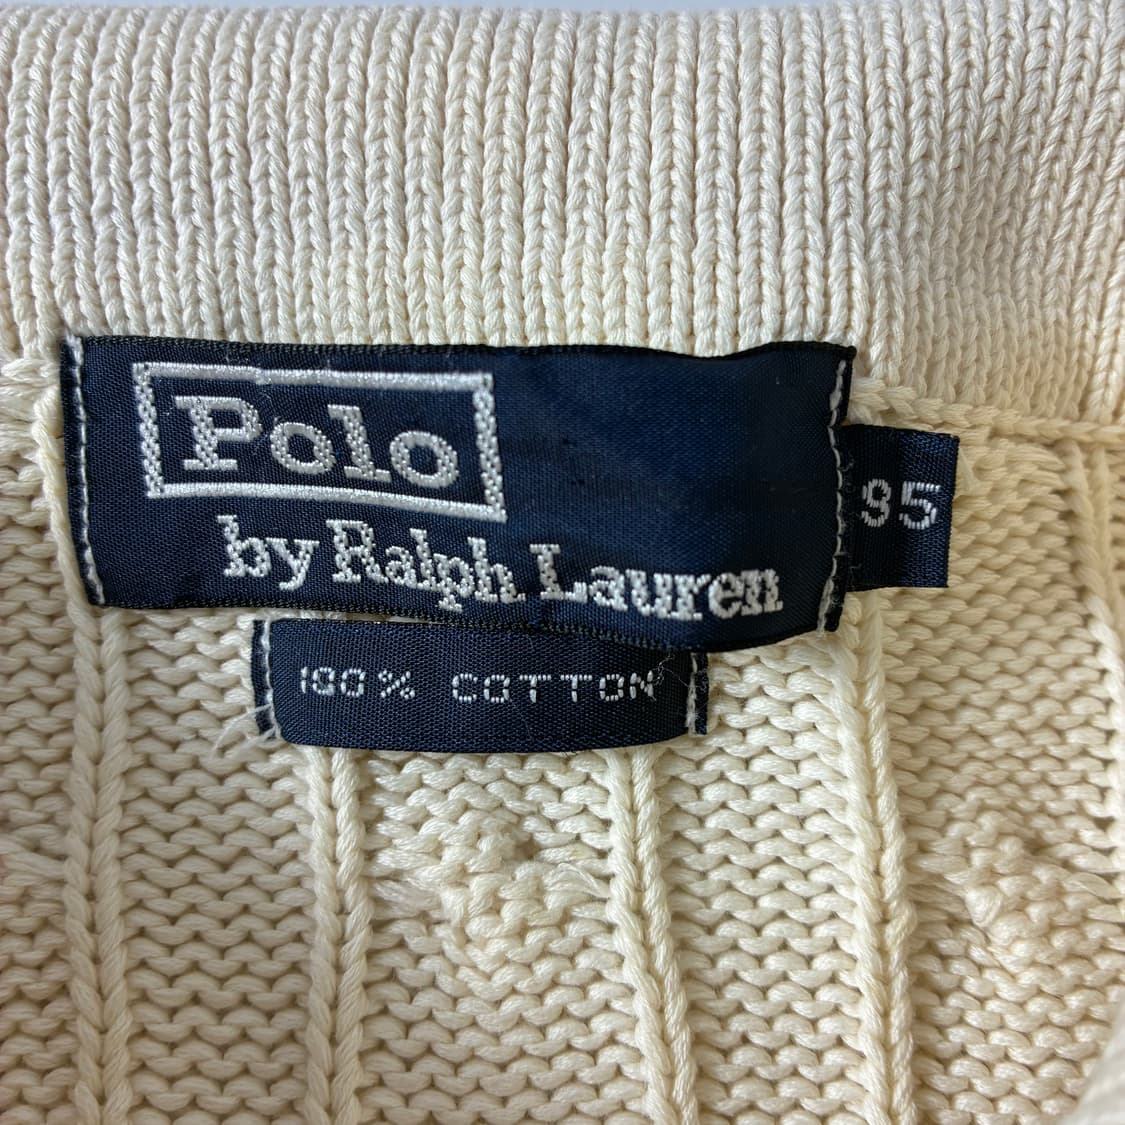 Polo
by Ralph Lauren
95
100% COTTON